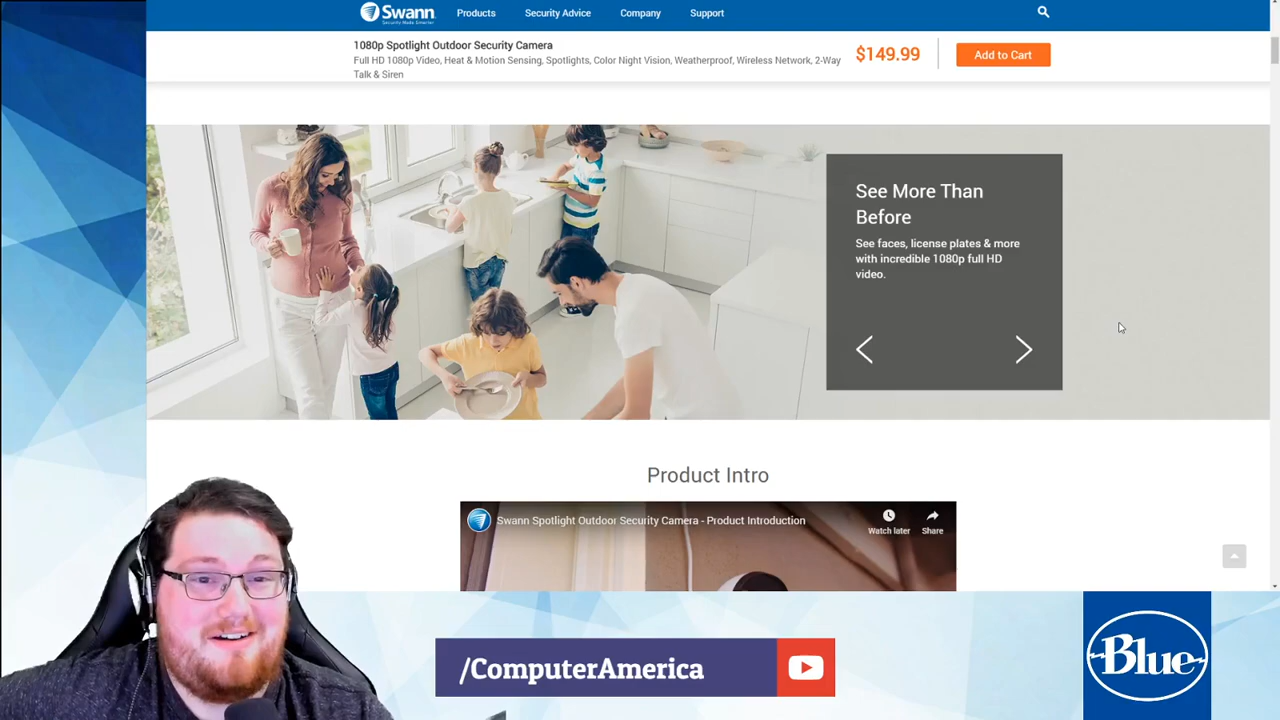 Swann
Security Made Smarter
Products
Security Advice
Company
Support
1080p Spotlight Outdoor Security Camera
Full HD 1080p Video, Heat & Motion Sensing, Spotlights, Color Night Vision, Weatherproof, Wireless Network, 2-Way
Talk & Siren
$149.99
Add to Cart
See More Than
Before
See faces, license plates & more
with incredible 1080p full HD
video.
Product Intro
Swann Spotlight Outdoor Security Camera - Product Introduction
Watch later
Share
/ComputerAmerica
Blue